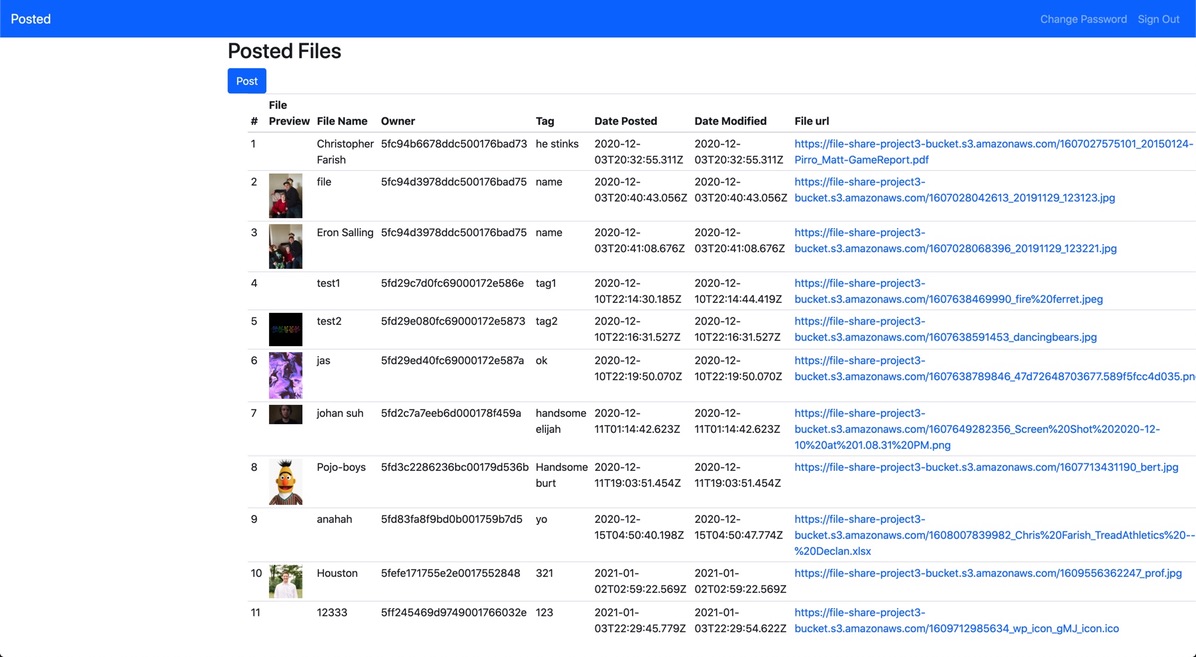 Posted
Change Password Sign Out
Posted Files
Post
# File Preview File Name Owner Tag Date Posted Date Modified File url
1 Christopher 5fc94b6678ddc500176bad73 he stinks 2020-12- 2020-12- https://file-share-project3-bucket.s3.amazonaws.com/1607027575101_20150124-
Farish 03T20:32:55.311Z 03T20:32:55.311Z Pirro_Matt-GameReport.pdf
2 file 5fc94d3978ddc500176bad75 name 2020-12- 2020-12- https://file-share-project3-
03T20:40:43.056Z 03T20:40:43.056Z bucket.s3.amazonaws.com/1607028042613_20191129_123123.jpg
3 Eron Salling 5fc94d3978ddc500176bad75 name 2020-12- 2020-12- https://file-share-project3-
03T20:41:08.676Z 03T20:41:08.676Z bucket.s3.amazonaws.com/1607028068396_20191129_123221.jpg
4 test1 5fd29c7d0fc69000172e586e tag1 2020-12- 2020-12- https://file-share-project3-
10T22:14:30.185Z 10T22:14:44.419Z bucket.s3.amazonaws.com/1607638469990_fire%20ferret.jpeg
5 test2 5fd29e080fc69000172e5873 tag2 2020-12- 2020-12- https://file-share-project3-
10T22:16:31.527Z 10T22:16:31.527Z bucket.s3.amazonaws.com/1607638591453_dancingbears.jpg
6 jas 5fd29ed40fc69000172e587a ok 2020-12- 2020-12- https://file-share-project3-
10T22:19:50.070Z 10T22:19:50.070Z bucket.s3.amazonaws.com/1607638789846_47d72648703677.589f5fcc4d035.pn
7 johan suh 5fd2c7a7eeb6d000178f459a handsome 2020-12- 2020-12- https://file-share-project3-
elijah 11T01:14:42.623Z 11T01:14:42.623Z bucket.s3.amazonaws.com/1607649282356_Screen%20Shot%202020-12-
10%20at%201.08.31%20PM.png
8 Pojo-boys 5fd3c2286236bc00179d536b Handsome 2020-12- 2020-12- https://file-share-project3-bucket.s3.amazonaws.com/1607713431190_bert.jpg
burt 11T19:03:51.454Z 11T19:03:51.454Z
9 anahah 5fd83fa8f9bd0b001759b7d5 yo 2020-12- 2020-12- https://file-share-project3-
15T04:50:40.198Z 15T04:50:47.774Z bucket.s3.amazonaws.com/1608007839982_Chris%20Farish_TreadAthletics%20--
%20Declan.xlsx
10 Houston 5fefe171755e2e0017552848 321 2021-01- 2021-01- https://file-share-project3-bucket.s3.amazonaws.com/1609556362247_prof.jpg
02T02:59:22.569Z 02T02:59:22.569Z
11 12333 5ff245469d9749001766032e 123 2021-01- 2021-01- https://file-share-project3-
03T22:29:45.779Z 03T22:29:54.622Z bucket.s3.amazonaws.com/1609712985634_wp_icon_gMJ_icon.ico